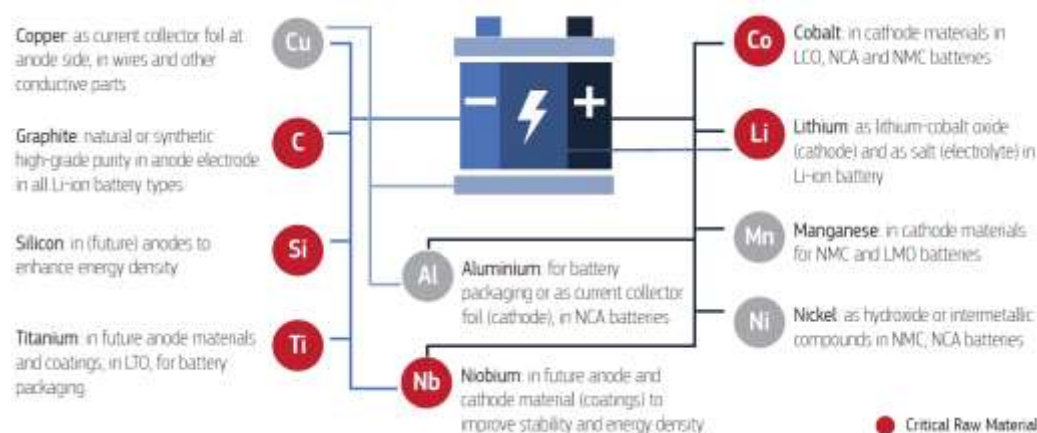 Copper: as current collector foil at
anode side, in wires and other
conductive parts
Cu
Graphite: natural or synthetic
high-grade purity in anode electrode
in all Li-ion battery types
C
Silicon: in (future) anodes to
enhance energy density
Si
Titanium: in future anode materials
and coatings, in LTO, for battery
packaging
Ti
−
+
Al
Aluminium: for battery
packaging or as current collector
foil (cathode), in NCA batteries
Nb
Niobium: in future anode and
cathode material (coatings) to
improve stability and energy density
Co
Cobalt: in cathode materials in
LCO, NCA and NMC batteries
Li
Lithium: as lithium-cobalt oxide
(cathode) and as salt (electrolyte) in
Li-ion battery
Mn
Manganese: in cathode materials
for NMC and LMO batteries
Ni
Nickel: as hydroxide or intermetallic
compounds in NMC, NCA batteries
Critical Raw Material